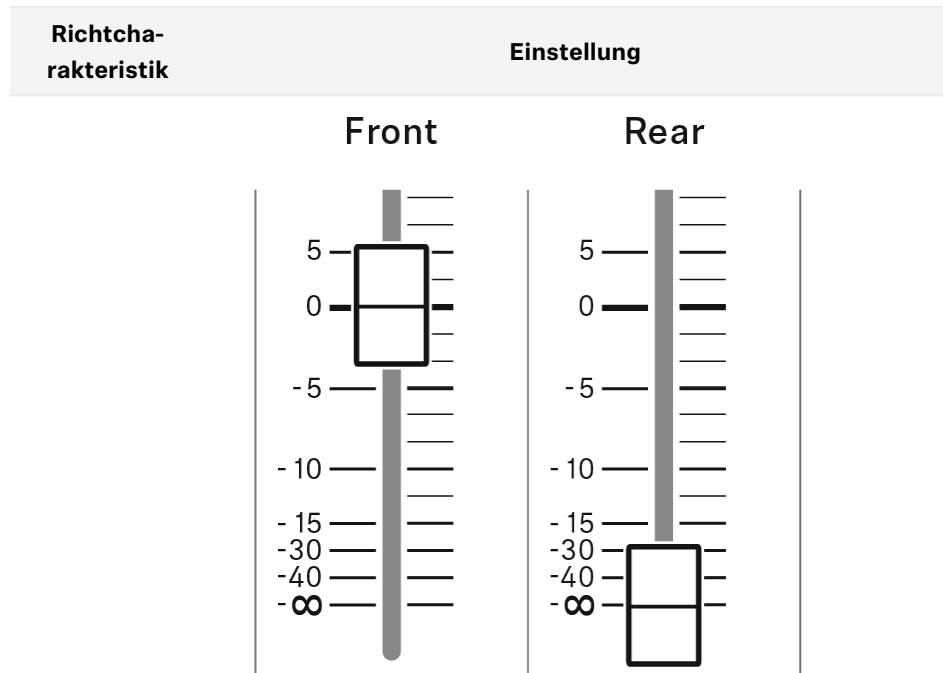 Richtcha-
rakteristik
Einstellung
Front Rear
5 5
0 0
-5 -5
-10 -10
-15 -15
-30 -30
-40 -40
-∞ -∞